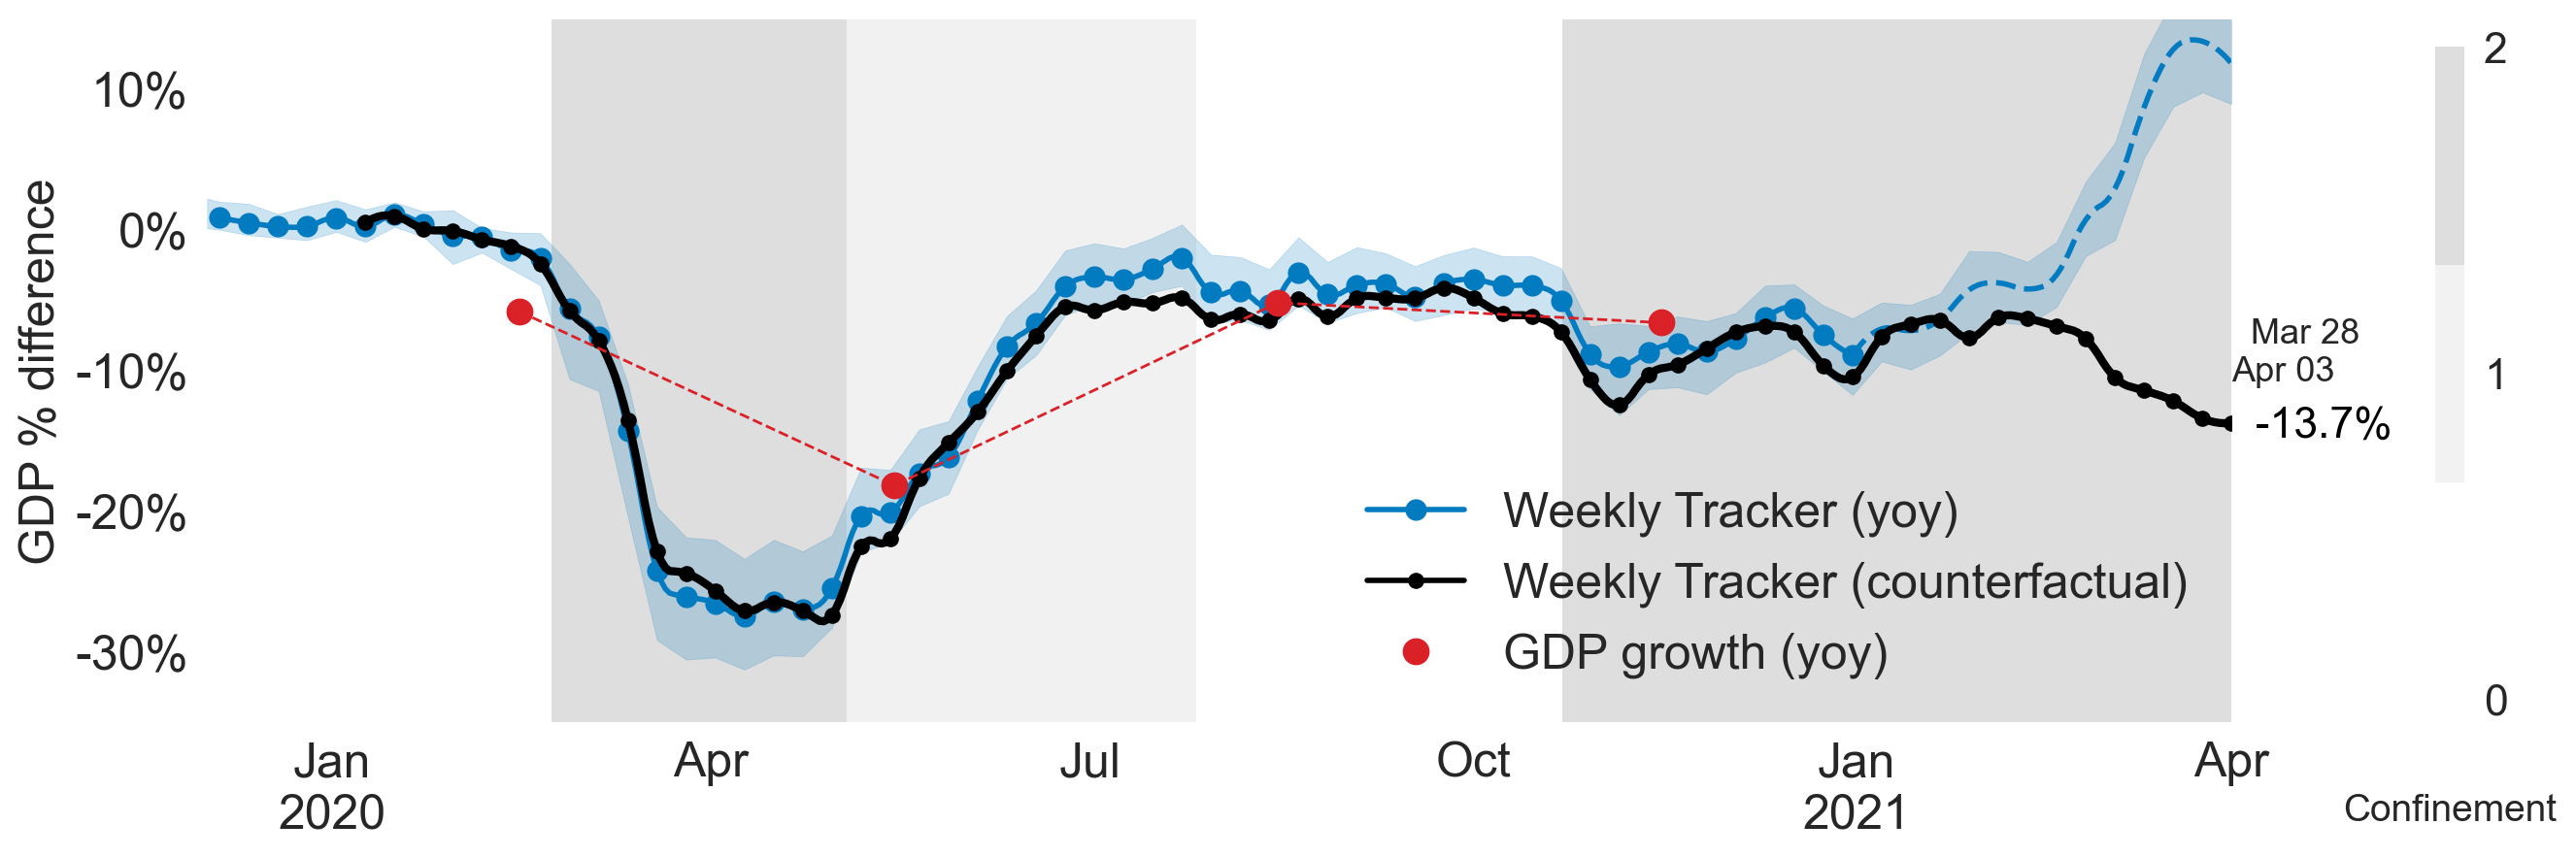 GDP % difference
10%
0%
-10%
-20%
-30%
Jan
2020
Apr
Jul
Oct
Jan
2021
Apr
Weekly Tracker (yoy)
Weekly Tracker (counterfactual)
GDP growth (yoy)
Mar 28
Apr 03
-13.7%
2
1
0
Confinement